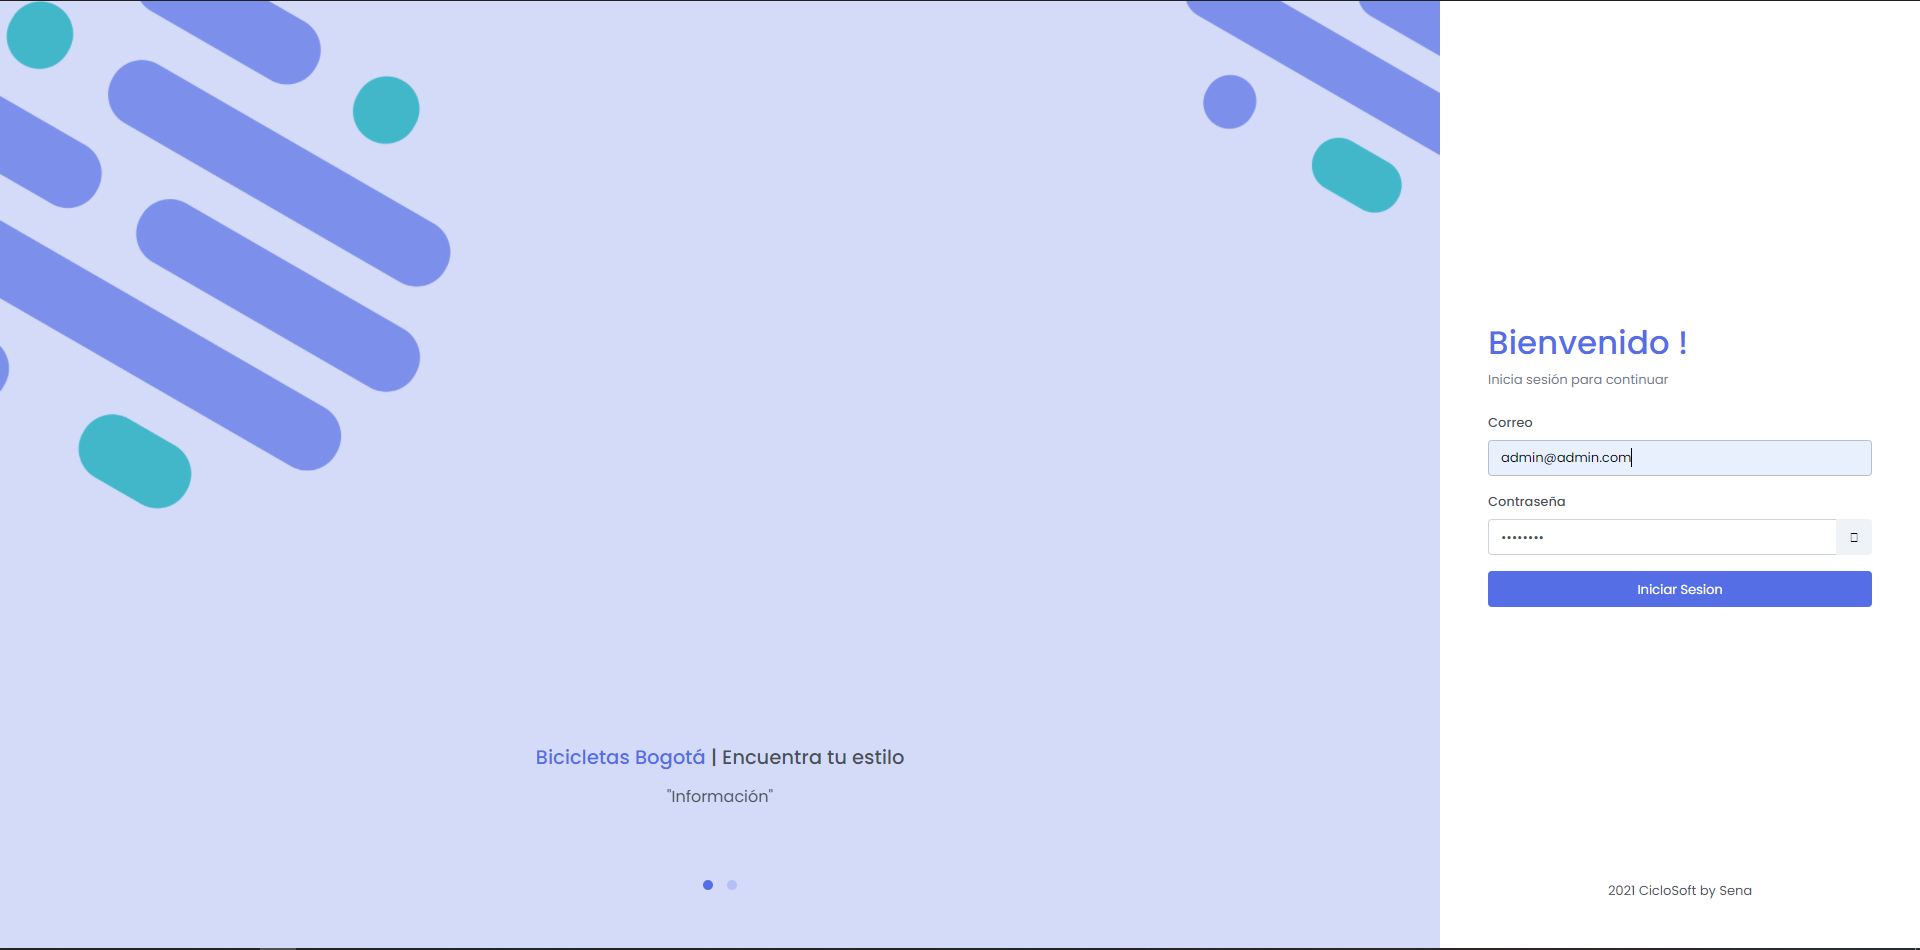 Bienvenido !
Inicia sesión para continuar
Correo
admin@admin.com
Contraseña
••••••••
Iniciar Sesion
Bicicletas Bogotá | Encuentra tu estilo
"Información"
2021 CicloSoft by Sena